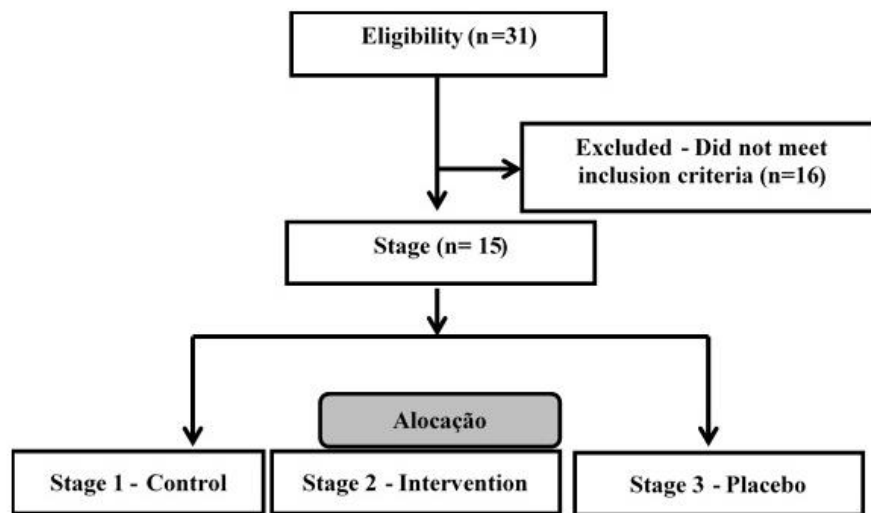 Eligibility (n=31)
Excluded - Did not meet
inclusion criteria (n=16)
Stage (n= 15)
Alocação
Stage 1 - Control
Stage 2 - Intervention
Stage 3 - Placebo